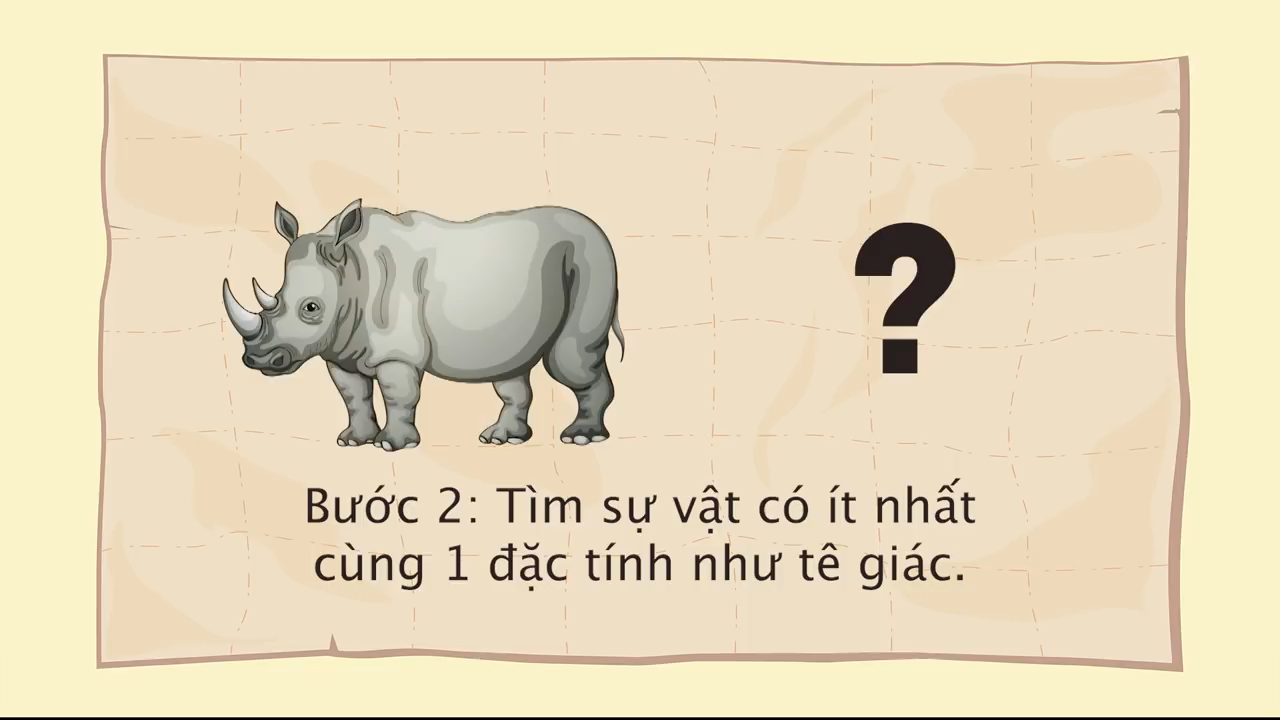 ?
Bước 2: Tìm sự vật có ít nhất
cùng 1 đặc tính như tê giác.